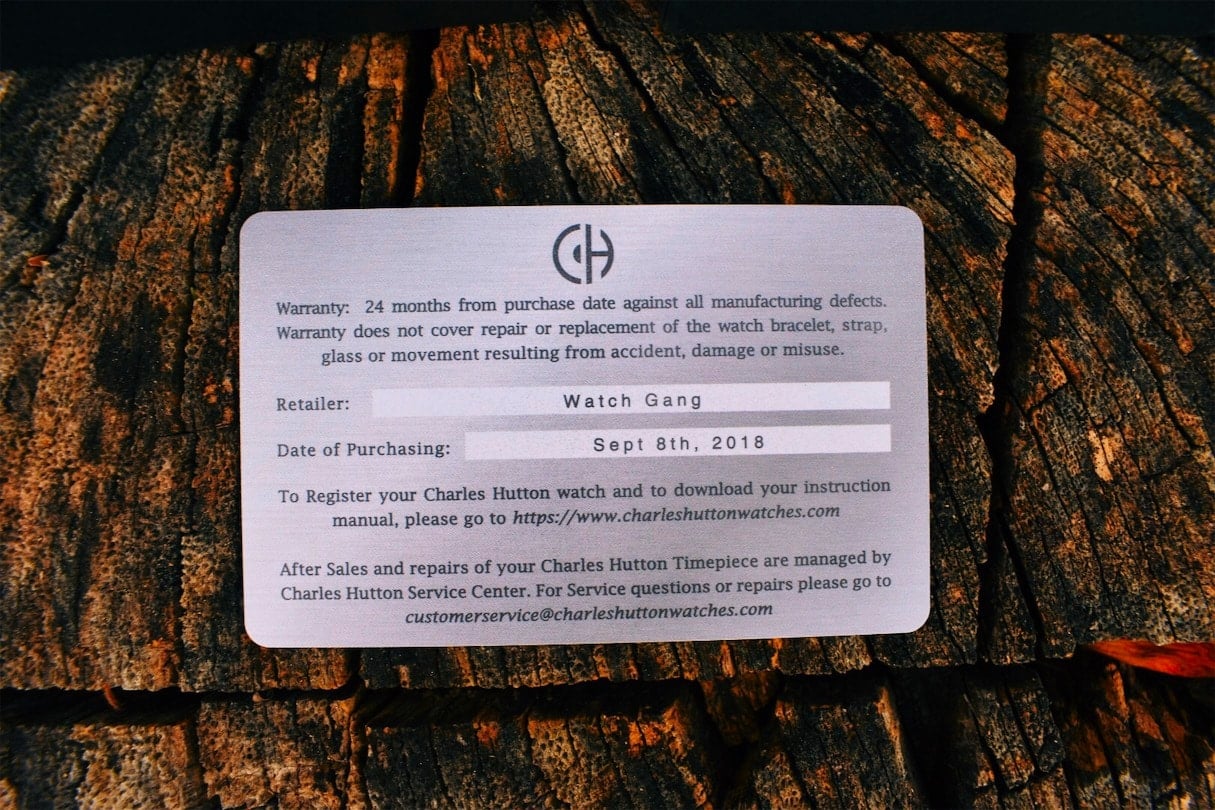 CH
Warranty: 24 months from purchase date against all manufacturing defects.
Warranty does not cover repair or replacement of the watch bracelet, strap,
glass or movement resulting from accident, damage or misuse.
Retailer: Watch Gang
Date of Purchasing: Sept 8th, 2018
To Register your Charles Hutton watch and to download your instruction
manual, please go to https://www.charleshuttonwatches.com
After Sales and repairs of your Charles Hutton Timepiece are managed by
Charles Hutton Service Center. For Service questions or repairs please go to
customerservice@charleshuttonwatches.com